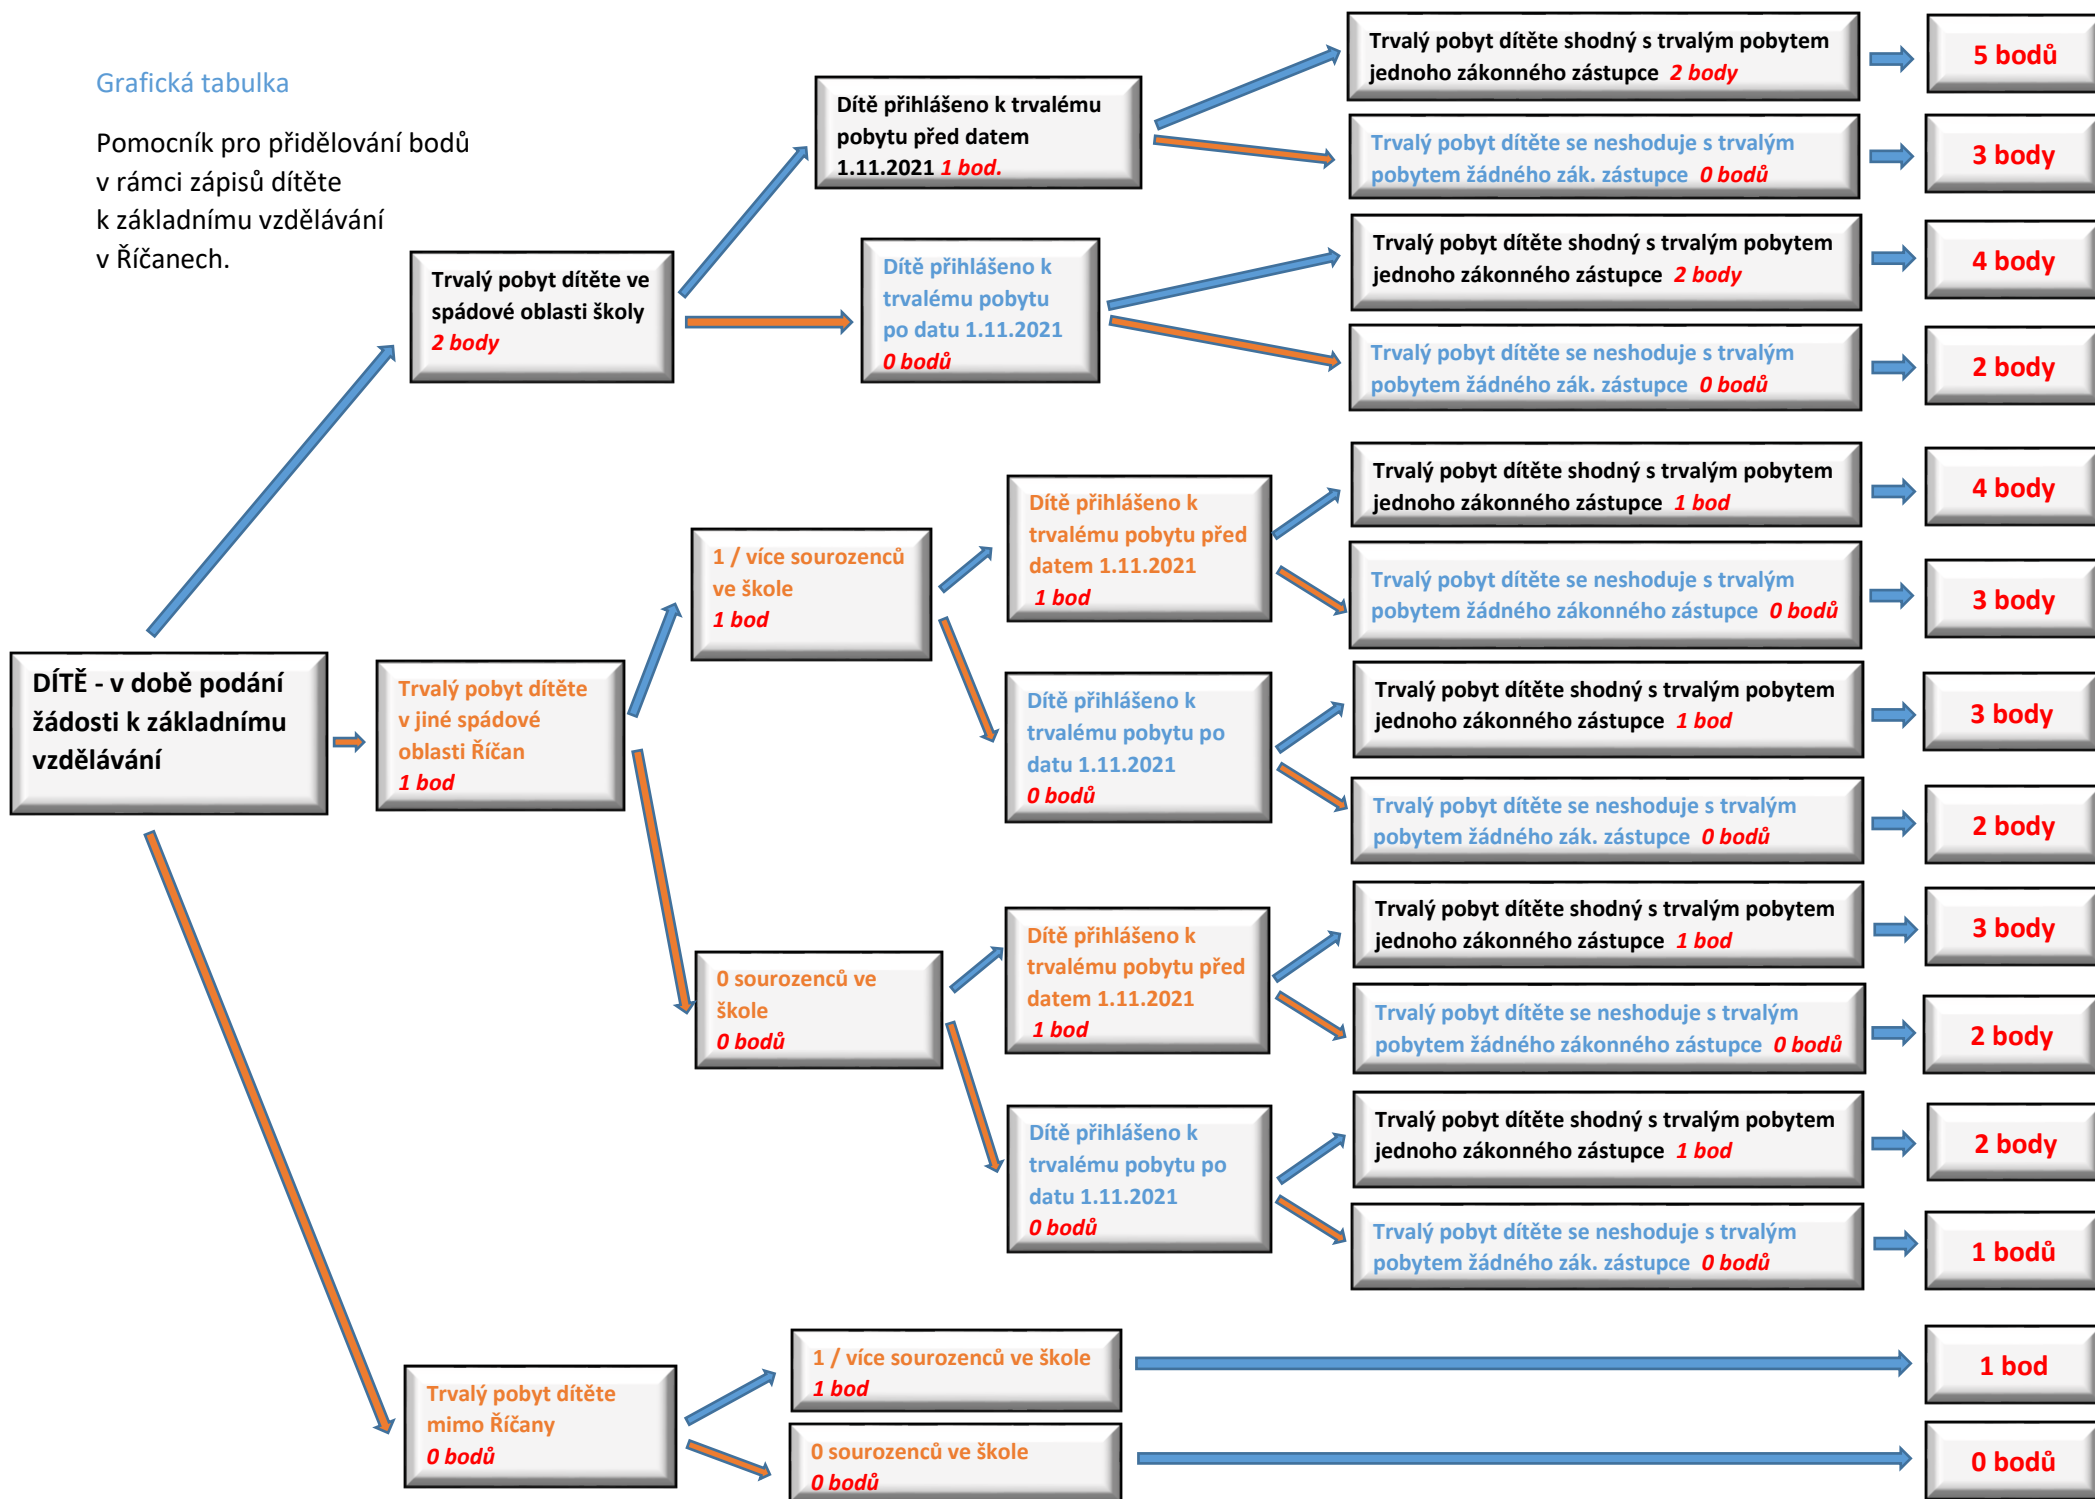 Grafická tabulka
Pomocník pro přidělování bodů
v rámci zápisů dítěte
k základnímu vzdělávání
v Říčanech.
DÍTĚ - v době podání
žádosti k základnímu
vzdělávání
Trvalý pobyt dítěte ve
spádové oblasti školy
2 body
Dítě přihlášeno k trvalému
pobytu před datem
1.11.2021 1 bod.
Trvalý pobyt dítěte shodný s trvalým pobytem
jednoho zákonného zástupce 2 body
5 bodů
Trvalý pobyt dítěte se neshoduje s trvalým
pobytem žádného zák. zástupce 0 bodů
3 body
Dítě přihlášeno k
trvalému pobytu
po datu 1.11.2021
0 bodů
Trvalý pobyt dítěte shodný s trvalým pobytem
jednoho zákonného zástupce 2 body
4 body
Trvalý pobyt dítěte se neshoduje s trvalým
pobytem žádného zák. zástupce 0 bodů
2 body
Trvalý pobyt dítěte
v jiné spádové
oblasti Říčan
1 bod
1 / více sourozenců
ve škole
1 bod
Dítě přihlášeno k
trvalému pobytu před
datem 1.11.2021
1 bod
Trvalý pobyt dítěte shodný s trvalým pobytem
jednoho zákonného zástupce 1 bod
4 body
Trvalý pobyt dítěte se neshoduje s trvalým
pobytem žádného zákonného zástupce 0 bodů
3 body
Dítě přihlášeno k
trvalému pobytu po
datu 1.11.2021
0 bodů
Trvalý pobyt dítěte shodný s trvalým pobytem
jednoho zákonného zástupce 1 bod
3 body
Trvalý pobyt dítěte se neshoduje s trvalým
pobytem žádného zák. zástupce 0 bodů
2 body
0 sourozenců ve
škole
0 bodů
Dítě přihlášeno k
trvalému pobytu před
datem 1.11.2021
1 bod
Trvalý pobyt dítěte shodný s trvalým pobytem
jednoho zákonného zástupce 1 bod
3 body
Trvalý pobyt dítěte se neshoduje s trvalým
pobytem žádného zákonného zástupce 0 bodů
2 body
Dítě přihlášeno k
trvalému pobytu po
datu 1.11.2021
0 bodů
Trvalý pobyt dítěte shodný s trvalým pobytem
jednoho zákonného zástupce 1 bod
2 body
Trvalý pobyt dítěte se neshoduje s trvalým
pobytem žádného zák. zástupce 0 bodů
1 bodů
Trvalý pobyt dítěte
mimo Říčany
0 bodů
1 / více sourozenců ve škole
1 bod
1 bod
0 sourozenců ve škole
0 bodů
0 bodů